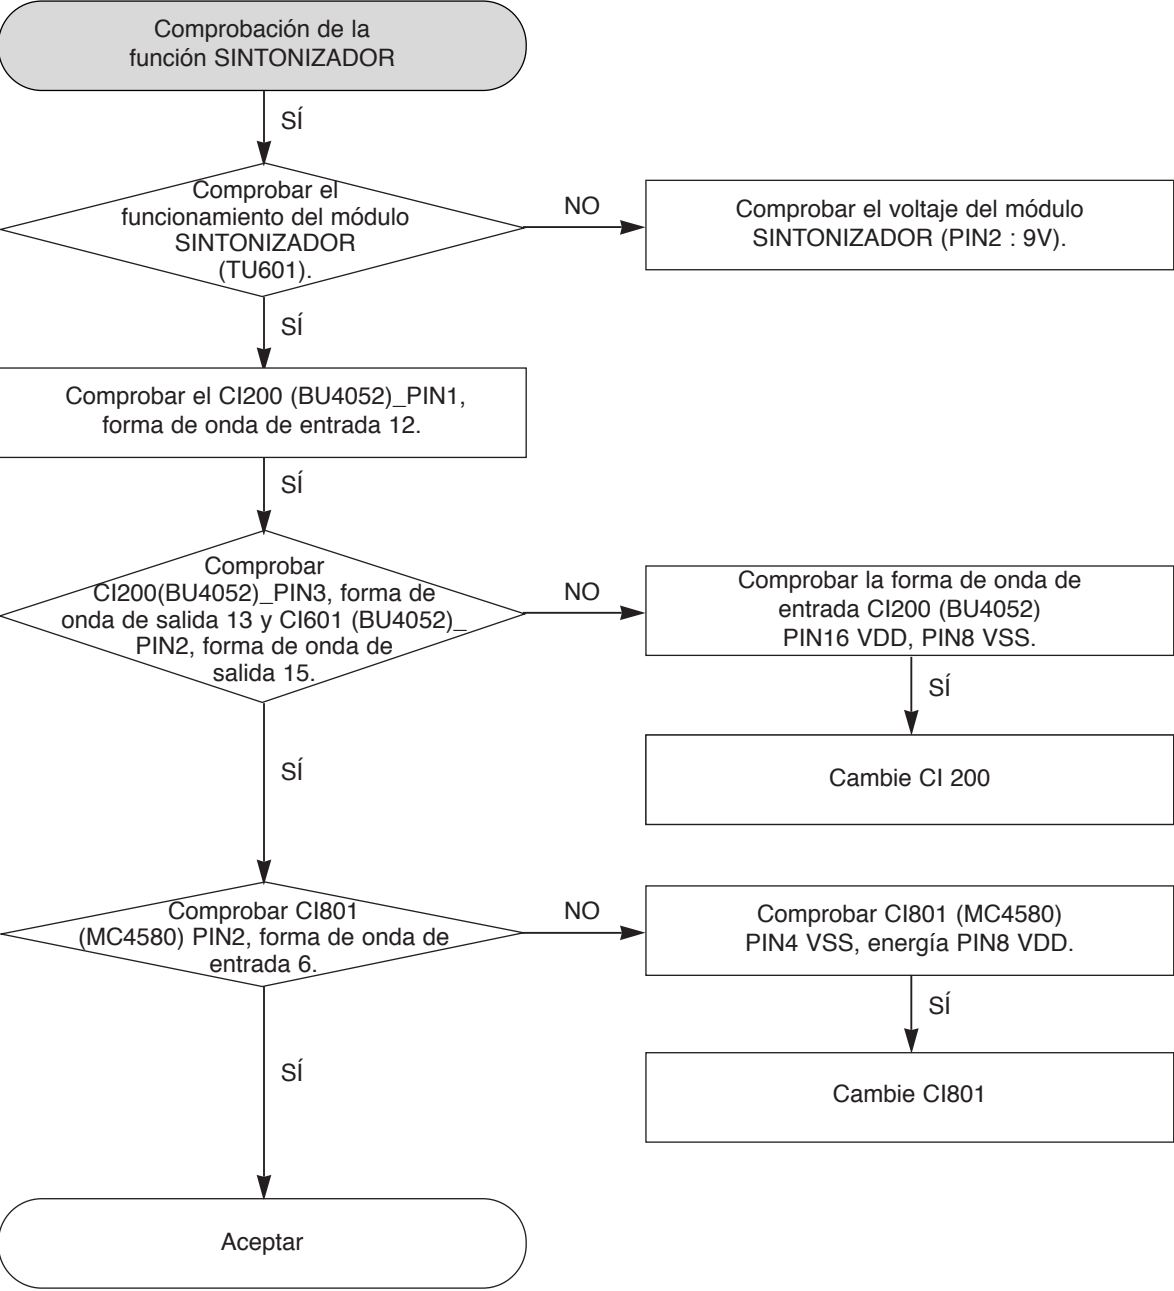 Comprobación de la
función SINTONIZADOR
SÍ
Comprobar el
funcionamiento del módulo
SINTONIZADOR
(TU601).
NO
Comprobar el voltaje del módulo
SINTONIZADOR (PIN2 : 9V).
SÍ
Comprobar el CI200 (BU4052)_PIN1,
forma de onda de entrada 12.
SÍ
Comprobar
CI200(BU4052)_PIN3, forma de
onda de salida 13 y CI601 (BU4052)_
PIN2, forma de onda de
salida 15.
NO
Comprobar la forma de onda de
entrada CI200 (BU4052)
PIN16 VDD, PIN8 VSS.
SÍ
Cambie CI 200
SÍ
Comprobar CI801
(MC4580) PIN2, forma de onda de
entrada 6.
NO
Comprobar CI801 (MC4580)
PIN4 VSS, energía PIN8 VDD.
SÍ
Cambie CI801
SÍ
Aceptar